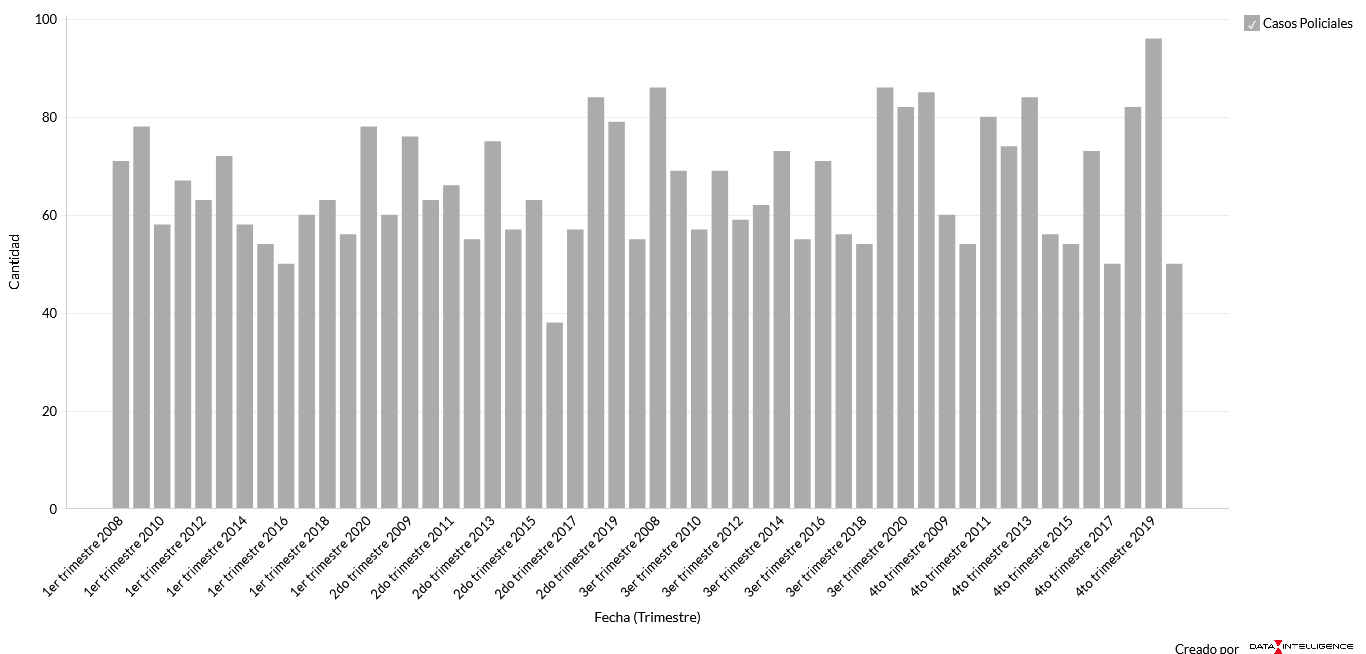 100
80
60
40
20
0
Cantidad
Casos Policiales
1er trimestre 2008
1er trimestre 2010
1er trimestre 2012
1er trimestre 2014
1er trimestre 2016
1er trimestre 2018
1er trimestre 2020
2do trimestre 2009
2do trimestre 2011
2do trimestre 2013
2do trimestre 2015
2do trimestre 2017
2do trimestre 2019
3er trimestre 2008
3er trimestre 2010
3er trimestre 2012
3er trimestre 2014
3er trimestre 2016
3er trimestre 2018
3er trimestre 2020
4to trimestre 2009
4to trimestre 2011
4to trimestre 2013
4to trimestre 2015
4to trimestre 2017
4to trimestre 2019
Fecha (Trimestre)
Creado por DATA INTELLIGENCE